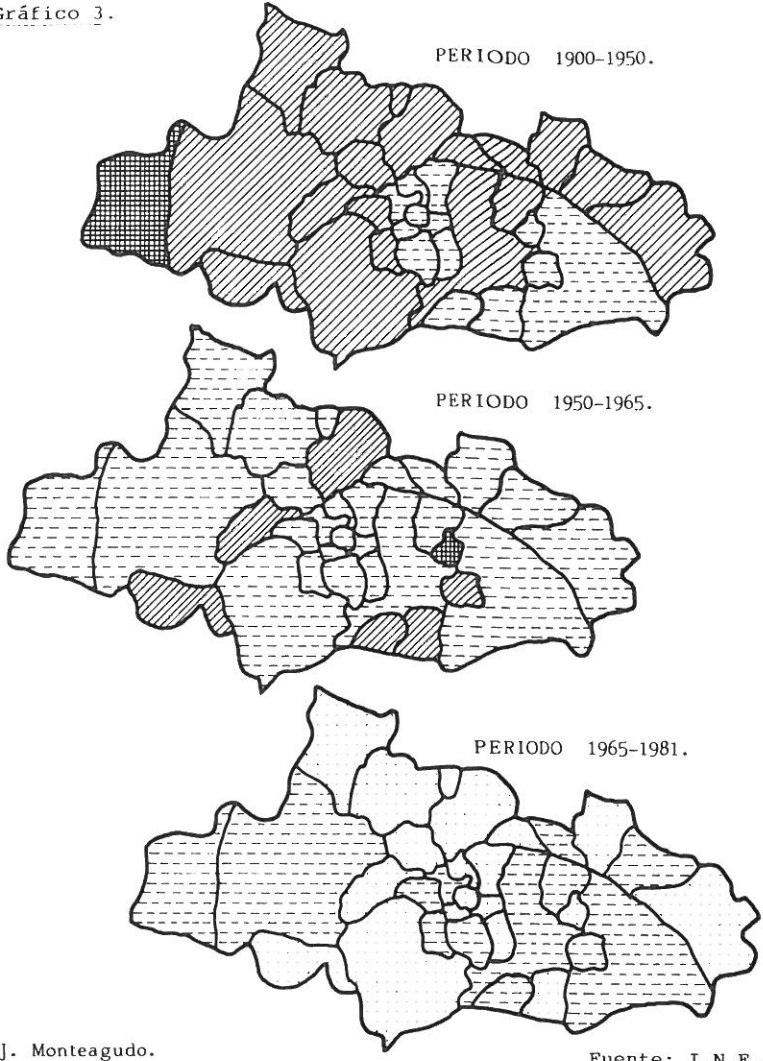 Gráfico 3.
PERIODO 1900-1950.
PERIODO 1950-1965.
PERIODO 1965-1981.
J. Monteagudo.
Fuente: I.N.E.